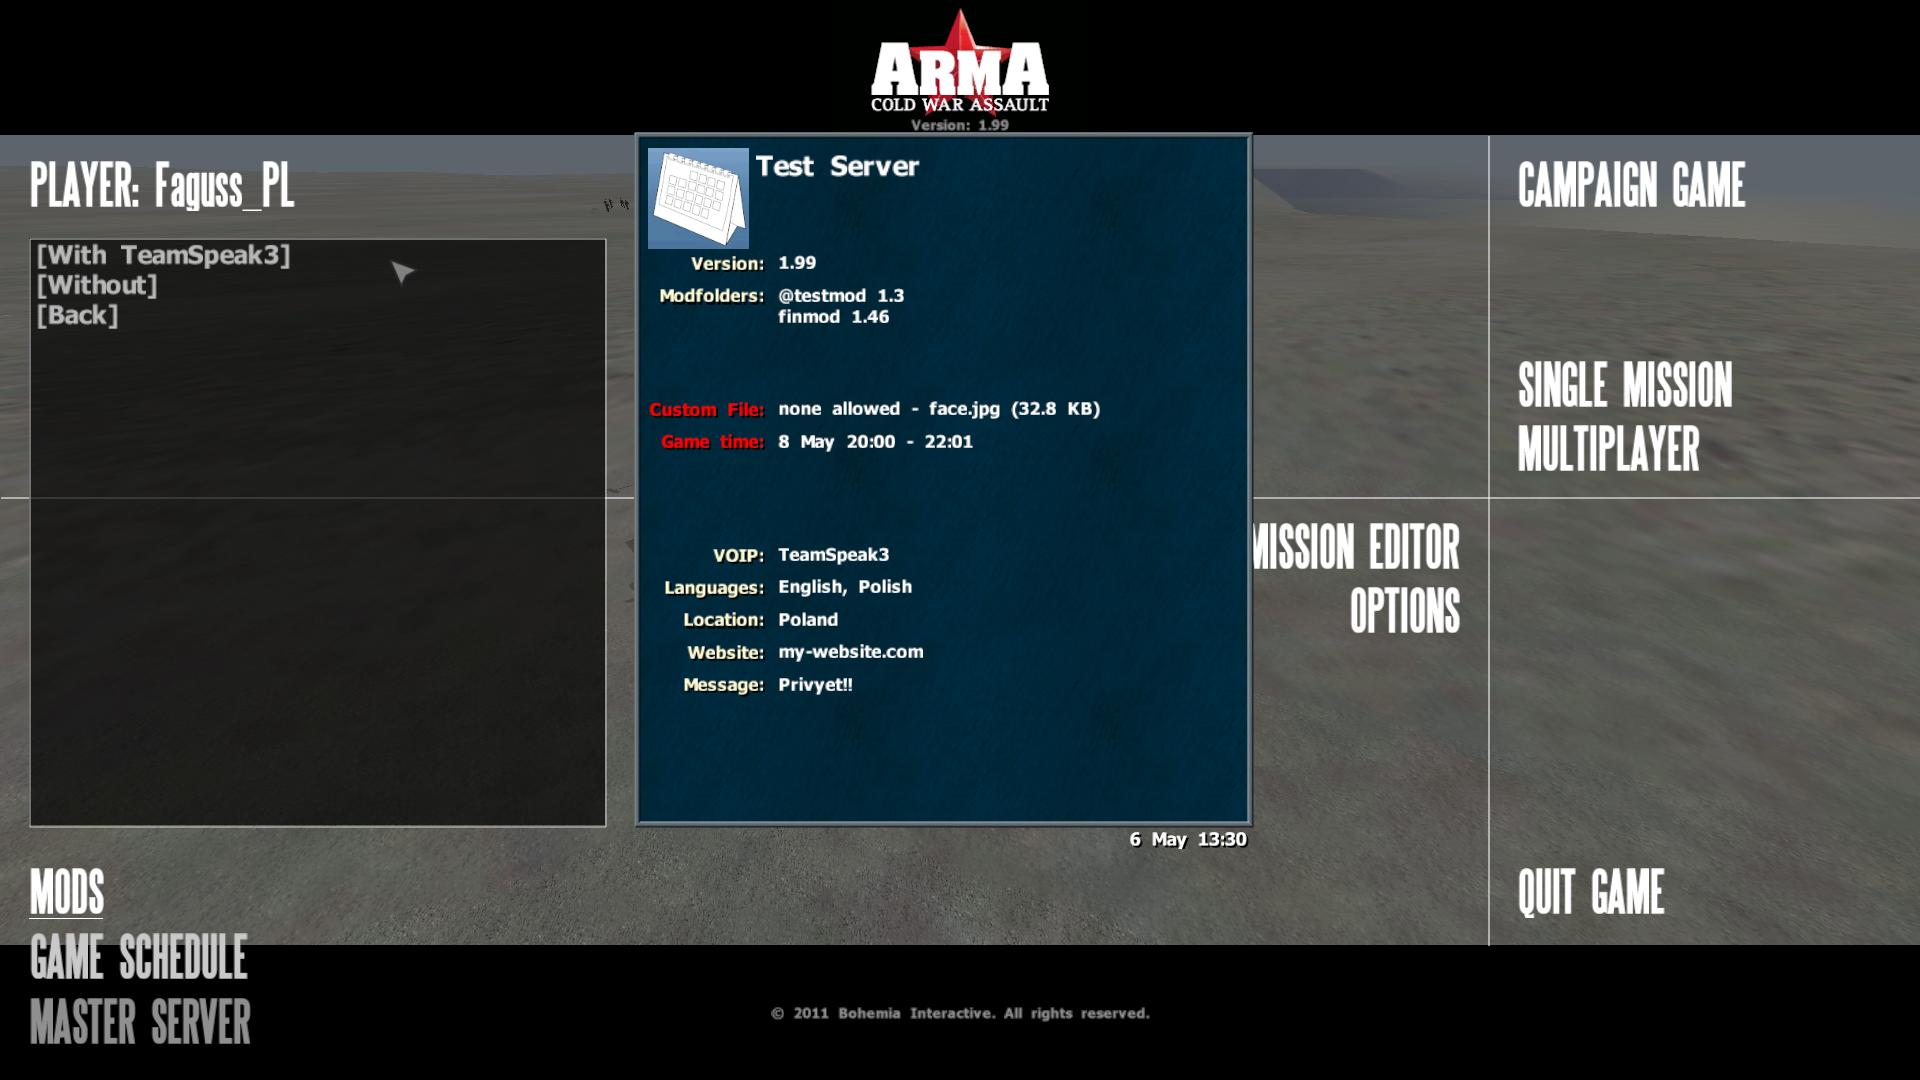 ARMA
COLD WAR ASSAULT
Version: 1.99
PLAYER: Faguss_PL
[With TeamSpeak3]
[Without]
[Back]
Test Server
Version: 1.99
Modfolders: @testmod 1.3
finmod 1.46
Custom File: none allowed - face.jpg (32.8 KB)
Game time: 8 May 20:00 - 22:01
VOIP: TeamSpeak3
Languages: English, Polish
Location: Poland
Website: my-website.com
Message: Privyet!!
6 May 13:30
CAMPAIGN GAME
SINGLE MISSION
MULTIPLAYER
MISSION EDITOR
OPTIONS
QUIT GAME
MODS
GAME SCHEDULE
MASTER SERVER
© 2011 Bohemia Interactive. All rights reserved.